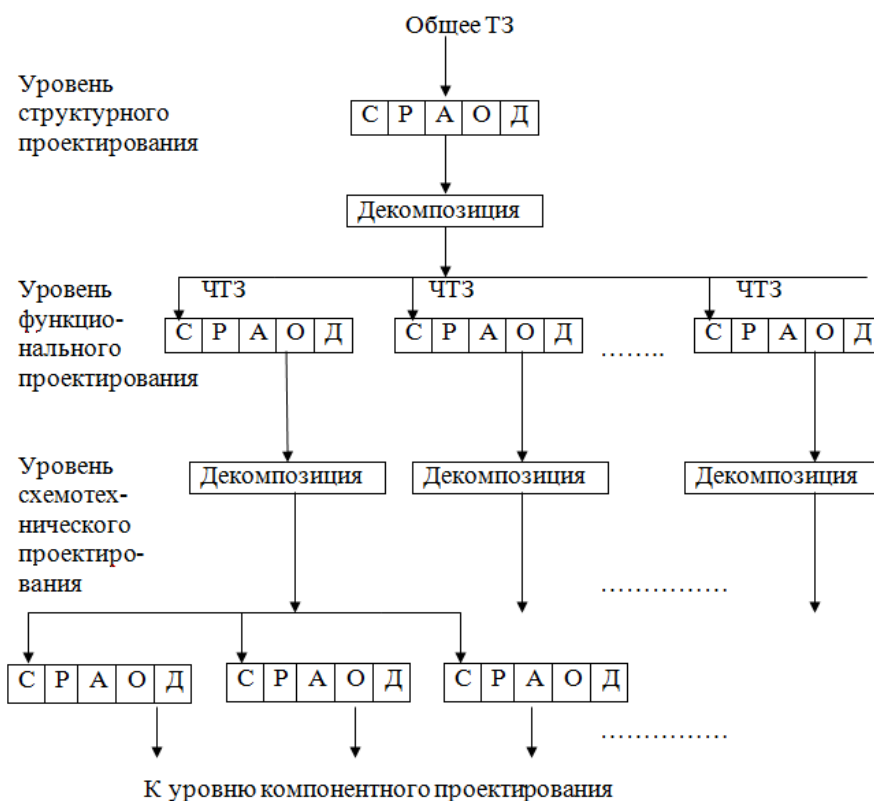 Общее ТЗ
Уровень
структурного
проектирования
С Р А О Д
Декомпозиция
ЧТЗ ЧТЗ ЧТЗ
Уровень
функцио-
нального
проектирования
С Р А О Д С Р А О Д …….. С Р А О Д
Уровень
схемотех-
нического
проектиро-
вания
Декомпозиция Декомпозиция Декомпозиция
……………
С Р А О Д С Р А О Д С Р А О Д
……………
К уровню компонентного проектирования